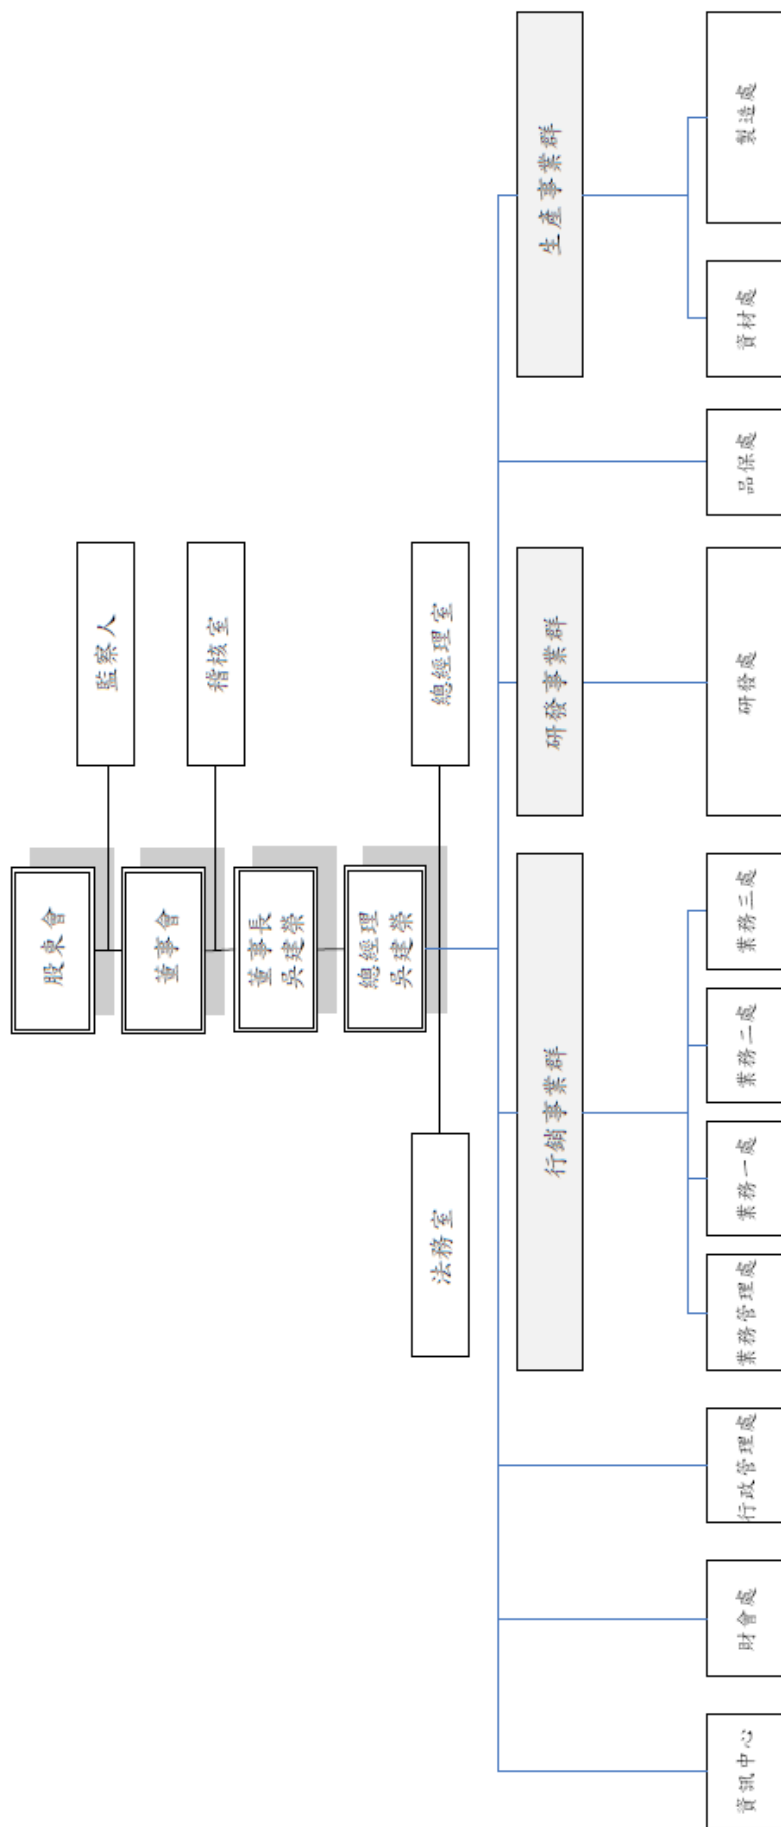 股東會
監察人
董事會
稽核室
董事長
吳建榮
總經理
吳建榮
法務室
總經理室
行銷事業群
研發事業群
生產事業群
資訊中心
財會處
行政管理處
業務管理處
業務一處
業務二處
業務三處
研發處
品保處
資材處
製造處